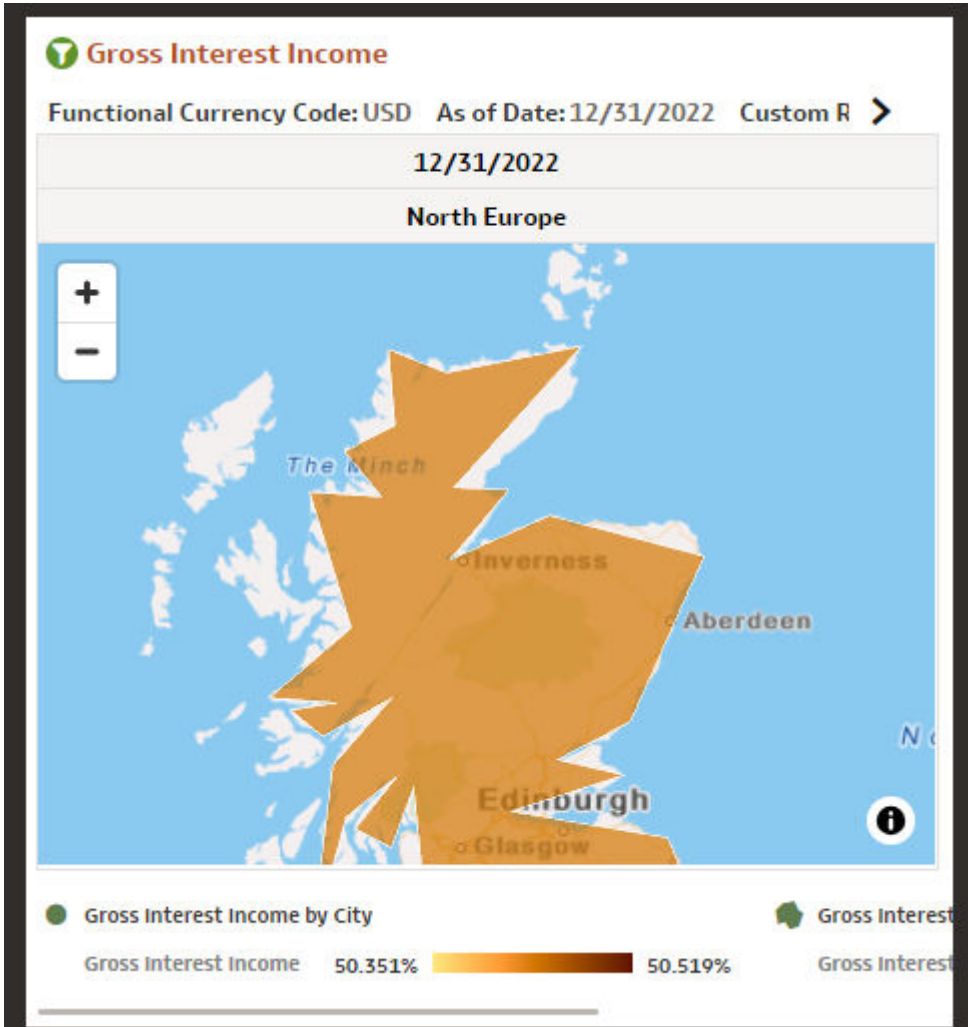 Gross Interest Income
Functional Currency Code: USD As of Date: 12/31/2022 Custom R
12/31/2022
North Europe
+
−
The Minch
Inverness
Aberdeen
N
Edinburgh
Glasgow
Gross Interest Income by City Gross Interest
Gross Interest Income 50.351% 50.519% Gross Interest